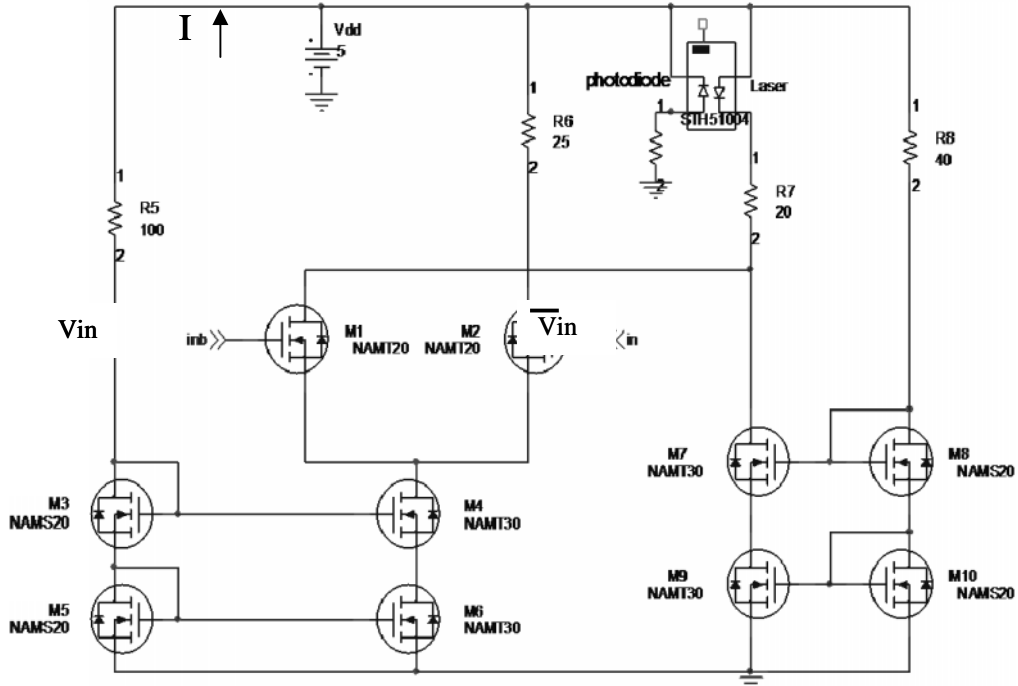 I
Vdd
5
photodiode
Laser
1
STH51004
2
1
R6
25
2
1
R8
40
2
1
R7
20
2
1
R5
100
2
Vin
inb
M1
NAMT20
M2
NAMT20
V̅in
in
M3
NAMS20
M4
NAMT30
M5
NAMS20
M6
NAMT30
M7
NAMT30
M8
NAMS20
M9
NAMT30
M10
NAMS20